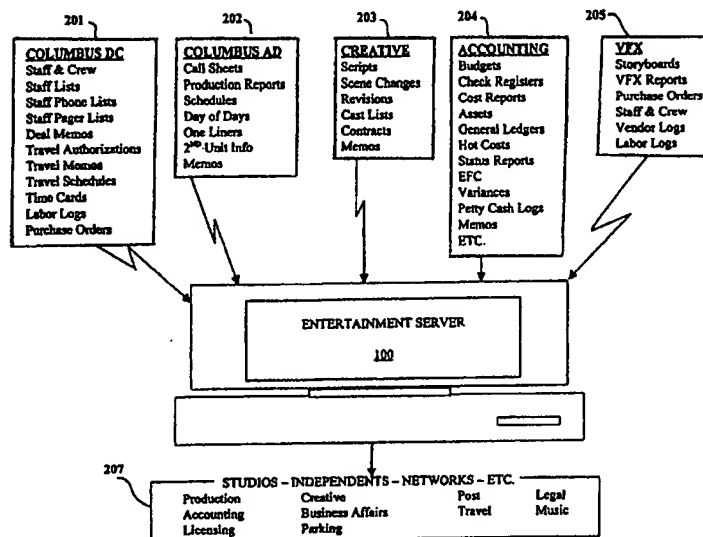 201
COLUMBUS DC
Staff & Crew
Staff Lists
Staff Phone Lists
Staff Pager Lists
Deal Memos
Travel Authorizations
Travel Momos
Travel Schedules
Time Cards
Labor Logs
Purchase Orders
202
COLUMBUS AD
Call Sheets
Production Reports
Schedules
Day of Days
One Liners
2ND-Unit Info
Memos
203
CREATIVE
Scripts
Scene Changes
Revisions
Cast Lists
Contracts
Memos
204
ACCOUNTING
Budgets
Check Registers
Cost Reports
Assets
General Ledgers
Hot Costs
Status Reports
EFC
Variances
Petty Cash Logs
Memos
ETC.
205
VFX
Storyboards
VFX Reports
Purchase Orders
Staff & Crew
Vendor Logs
Labor Logs
ENTERTAINMENT SERVER
100
207
STUDIOS – INDEPENDENTS – NETWORKS – ETC.
Production Creative Post Legal
Accounting Business Affairs Travel Music
Licensing Parking